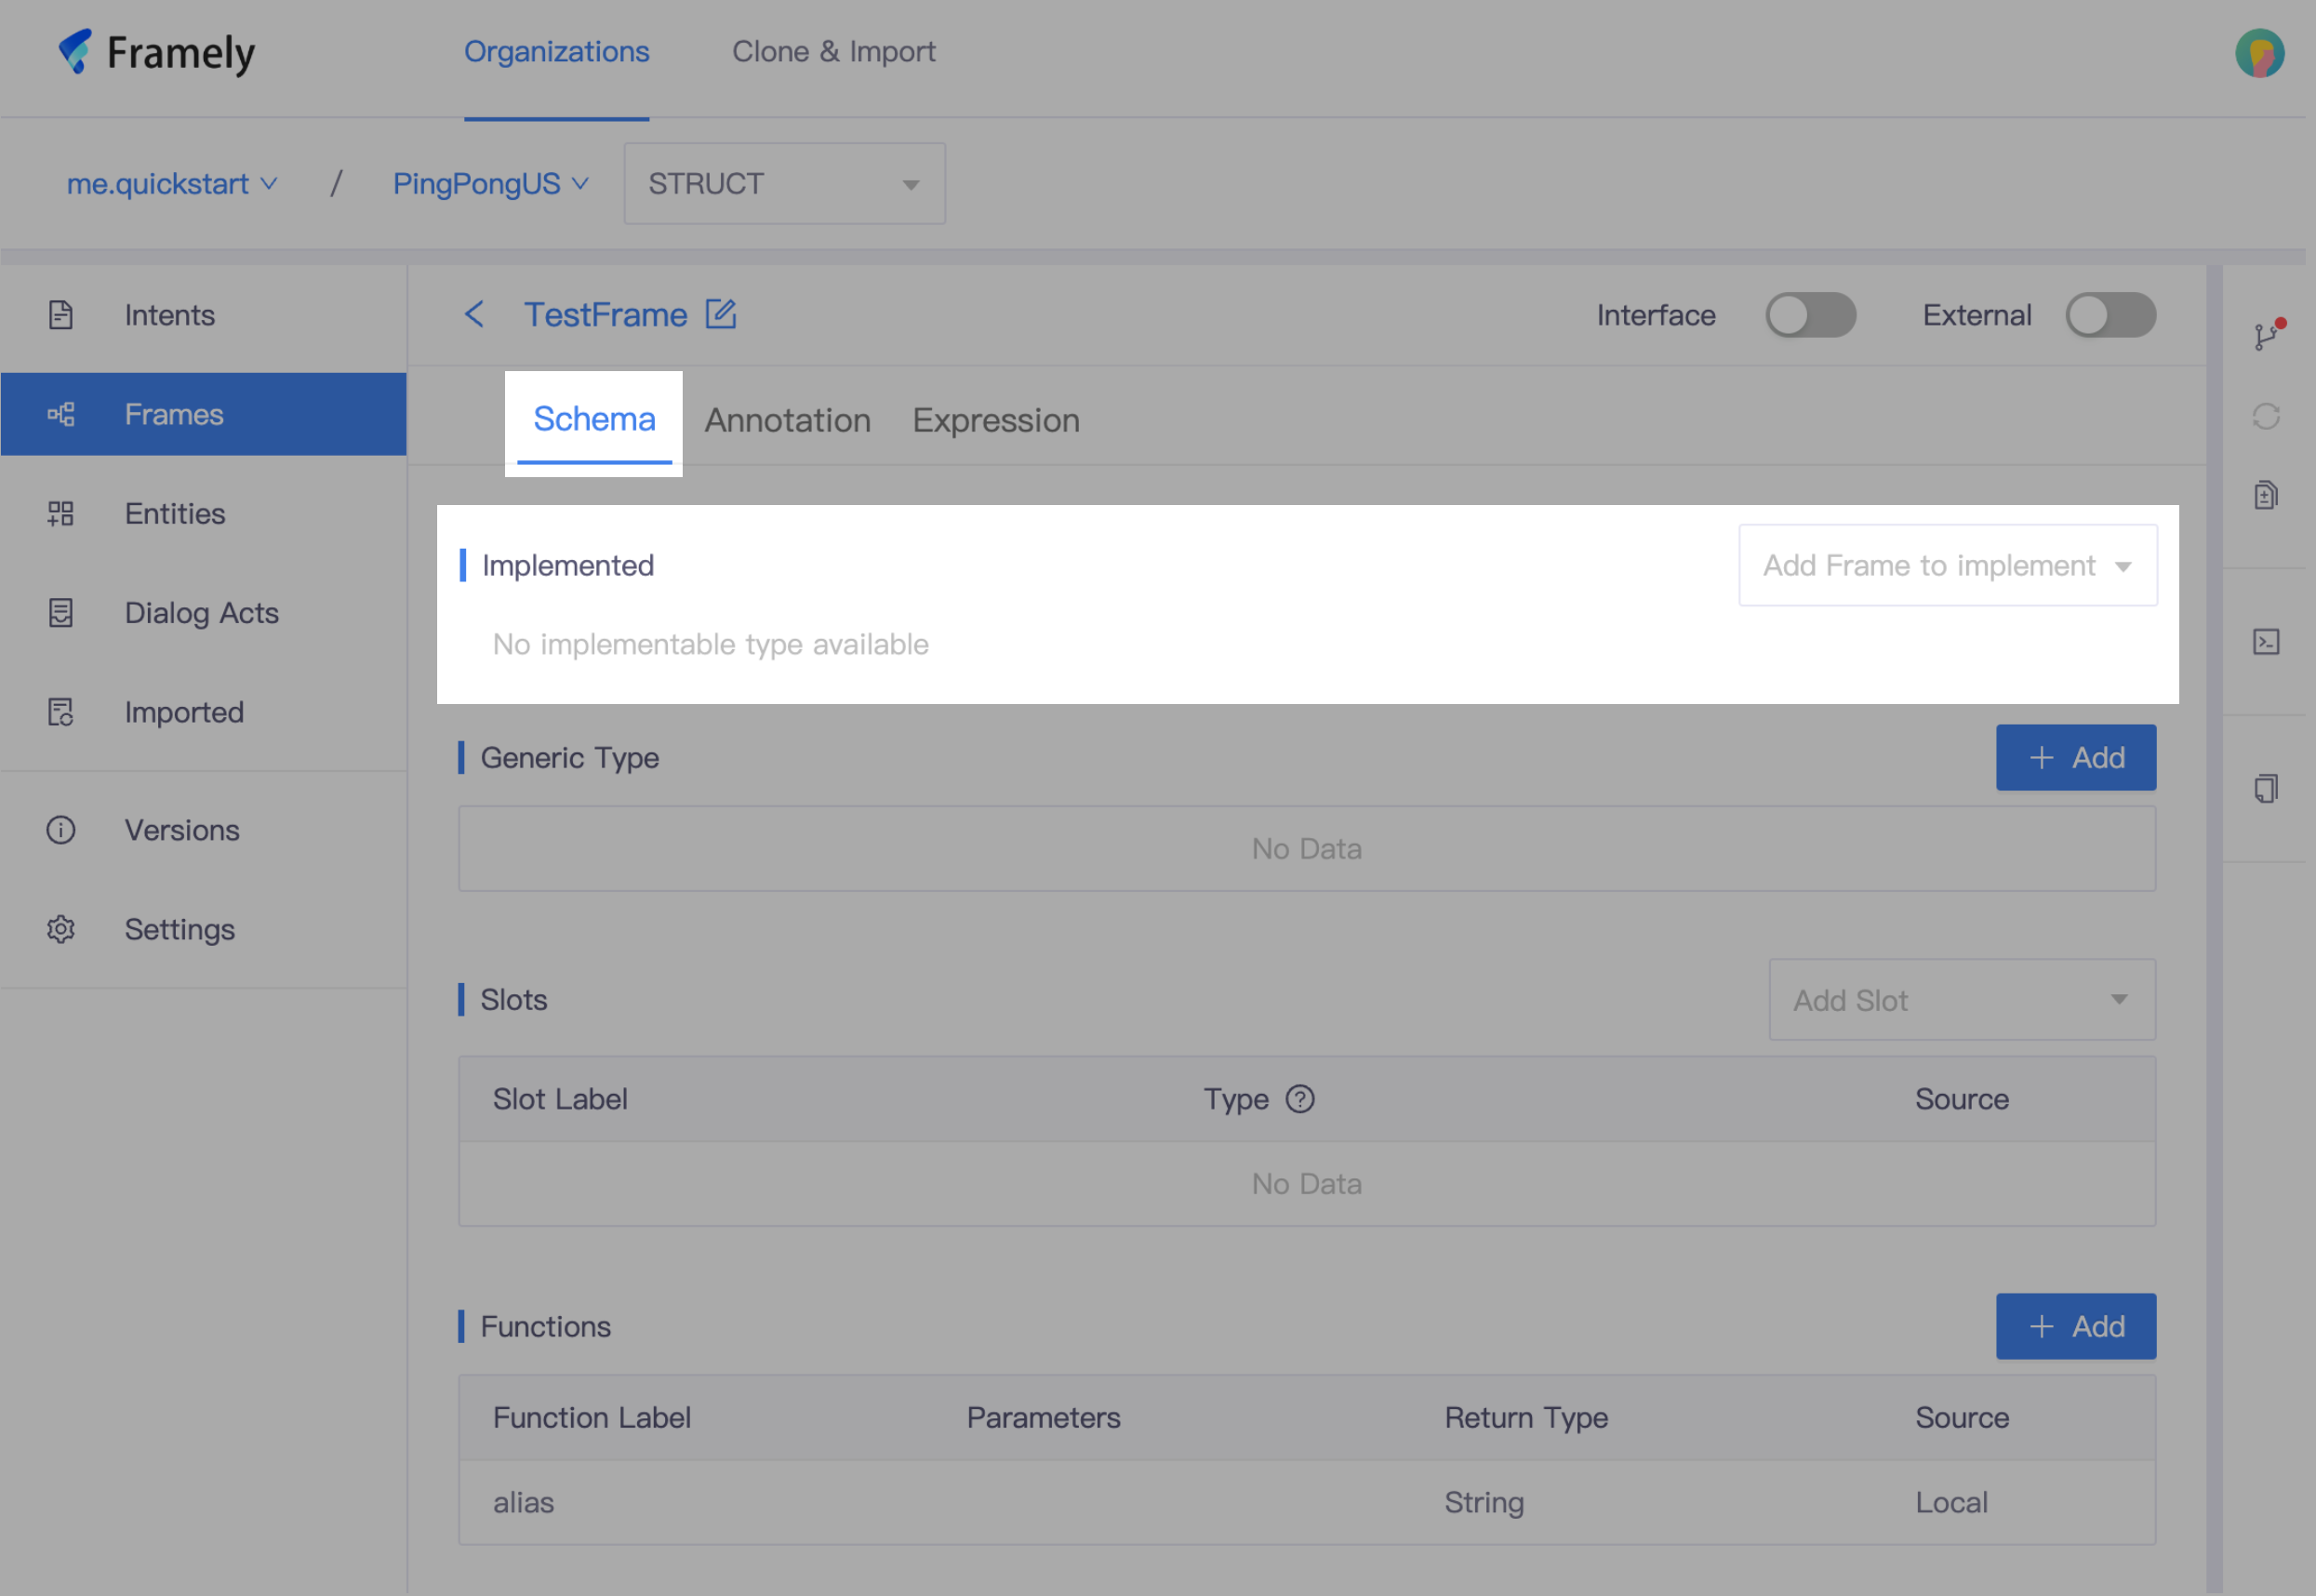 Framely
Organizations
Clone & Import
me.quickstart / PingPongUS
STRUCT
Intents
Frames
Entities
Dialog Acts
Imported
Versions
Settings
TestFrame
Interface
External
Schema
Annotation
Expression
Implemented
Add Frame to implement
No implementable type available
Generic Type
+ Add
No Data
Slots
Add Slot
Slot Label Type ? Source
No Data
Functions
+ Add
Function Label Parameters Return Type Source
alias String Local